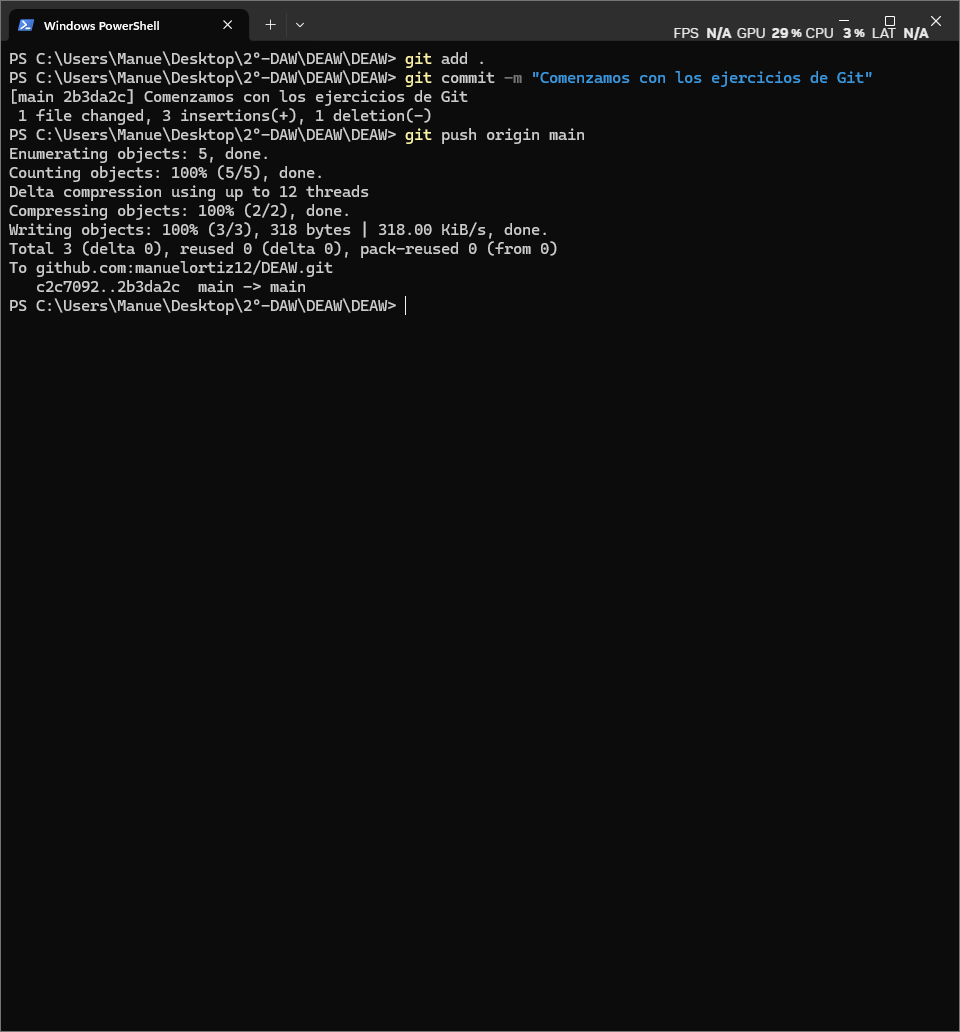 Windows PowerShell
FPS N/A GPU 29% CPU 3% LAT N/A
PS C:\Users\Manue\Desktop\2º-DAW\DEAW\DEAW> git add .
PS C:\Users\Manue\Desktop\2º-DAW\DEAW\DEAW> git commit -m "Comenzamos con los ejercicios de Git"
[main 2b3da2c] Comenzamos con los ejercicios de Git
 1 file changed, 3 insertions(+), 1 deletion(-)
PS C:\Users\Manue\Desktop\2º-DAW\DEAW\DEAW> git push origin main
Enumerating objects: 5, done.
Counting objects: 100% (5/5), done.
Delta compression using up to 12 threads
Compressing objects: 100% (2/2), done.
Writing objects: 100% (3/3), 318 bytes | 318.00 KiB/s, done.
Total 3 (delta 0), reused 0 (delta 0), pack-reused 0 (from 0)
To github.com:manuelortiz12/DEAW.git
   c2c7092..2b3da2c  main -> main
PS C:\Users\Manue\Desktop\2º-DAW\DEAW\DEAW>